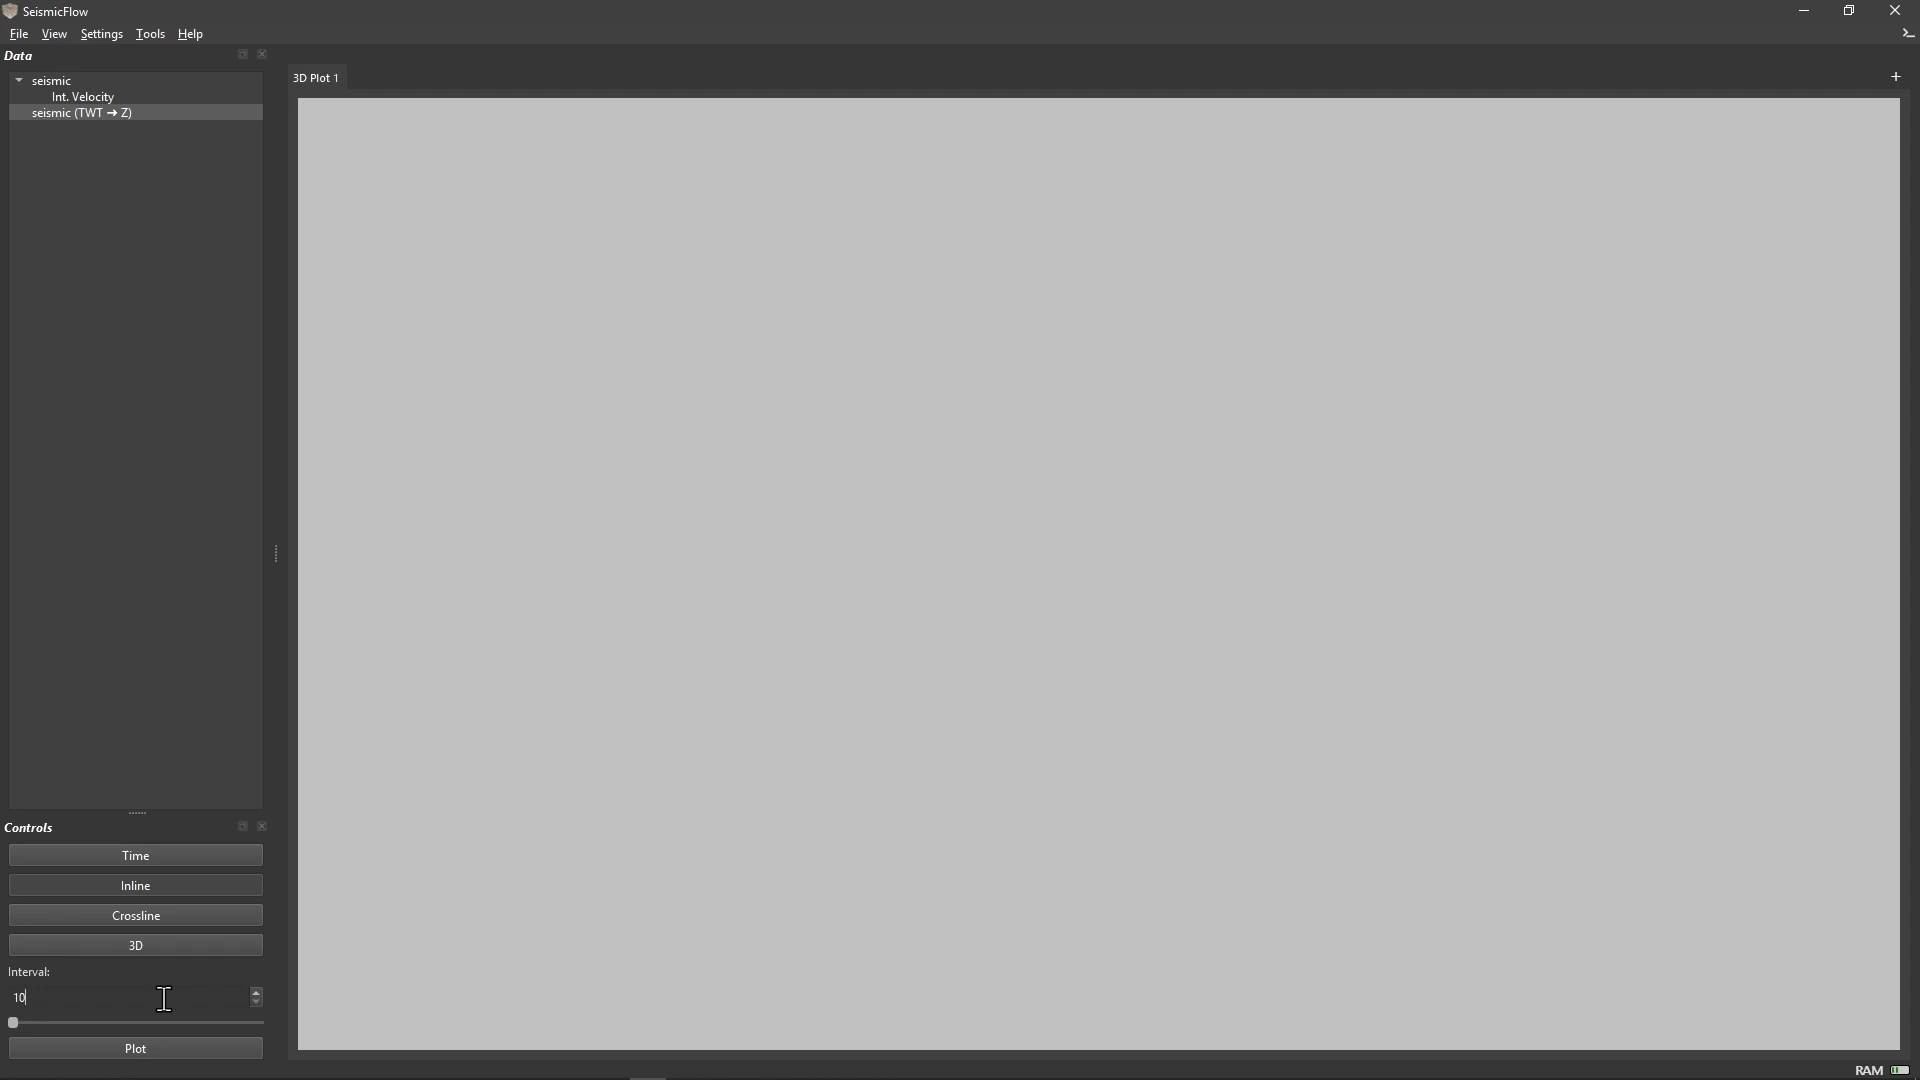 SeismicFlow
File View Settings Tools Help
Data
seismic
Int. Velocity
seismic (TWT → Z)
3D Plot 1
Controls
Time
Inline
Crossline
3D
Interval:
10
Plot
RAM